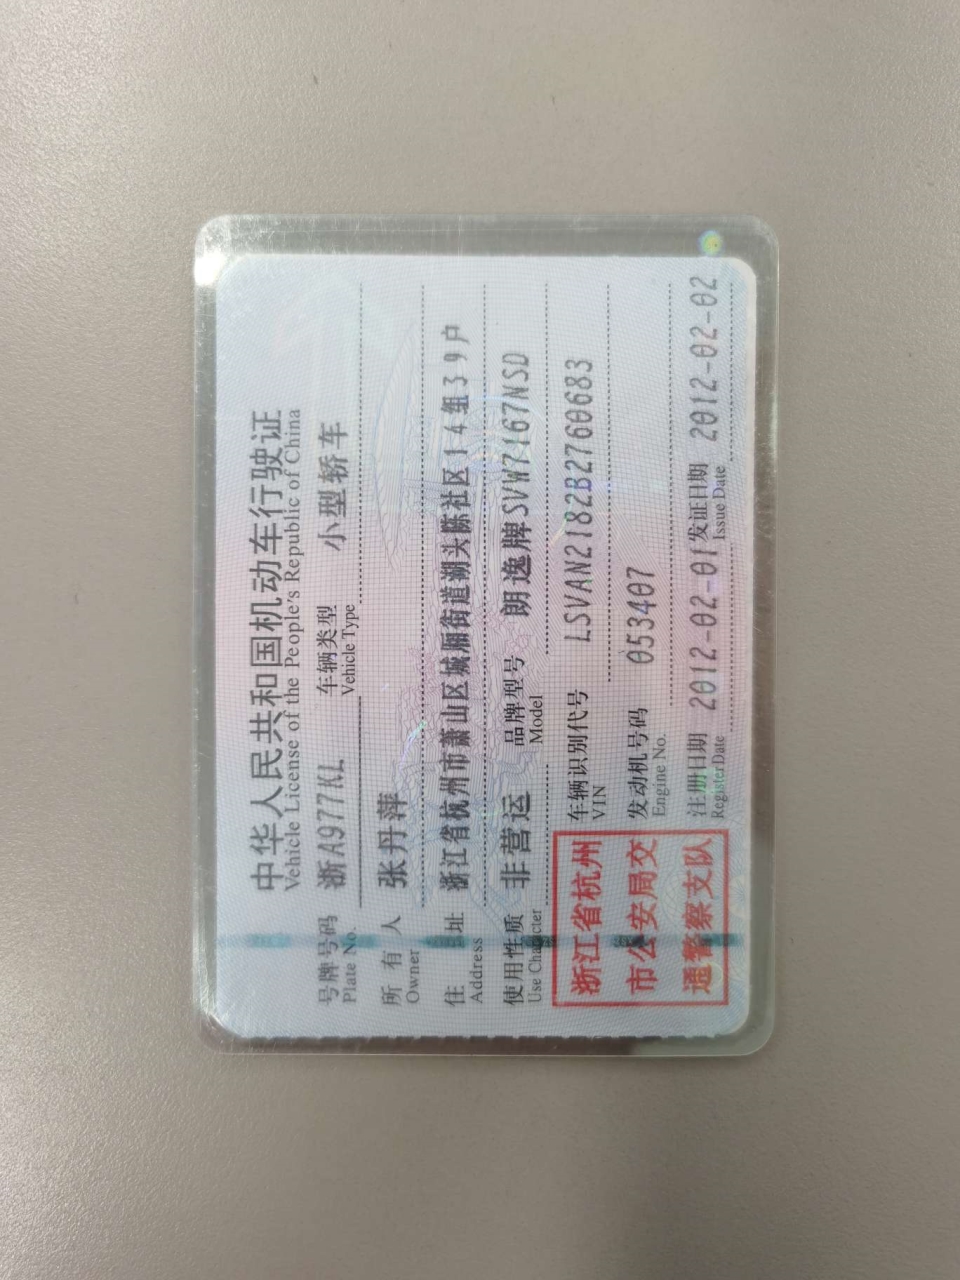 中华人民共和国机动车行驶证
Vehicle License of the People's Republic of China
号牌号码 浙A977KL 车辆类型 小型轿车
Plate No. Vehicle Type
所有人 张丹萍
Owner
住址 浙江省杭州市萧山区城厢街道湖头陈社区14组39户
Address
使用性质 非营运 品牌型号 朗逸牌SVW7167NSD
Use Character Model
车辆识别代号 LSVAN2182B2760683
VIN
发动机号码 053407
Engine No.
注册日期 2012-02-01 发证日期 2012-02-02
Register Date Issue Date
浙江省杭州
市公安局交
通警察支队